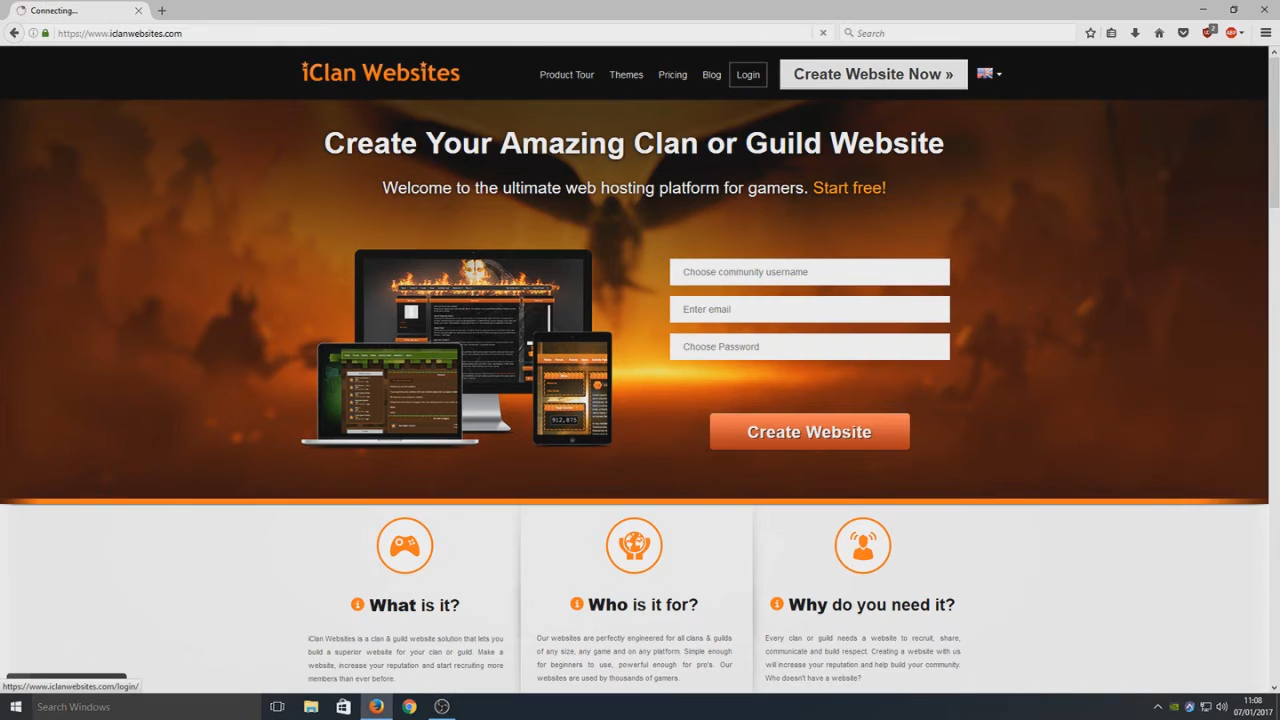 Connecting...
https://www.iclanwebsites.com
Search
2
ABP
iClan Websites
Product Tour
Themes
Pricing
Blog
Login
Create Website Now »
Create Your Amazing Clan or Guild Website
Welcome to the ultimate web hosting platform for gamers. Start free!
Choose community username
Enter email
Choose Password
912,875
Create Website
What is it?
iClan Websites is a clan & guild website solution that lets you
build a superior website for your clan or guild. Make a
website, increase your reputation and start recruiting more
members than ever before.
Who is it for?
Our websites are perfectly engineered for all clans & guilds
of any size, any game and on any platform. Simple enough
for beginners to use, powerful enough for pro's. Our
websites are used by thousands of gamers.
Why do you need it?
Every clan or guild needs a website to recruit, share,
communicate and build respect. Creating a website with us
will increase your reputation and help build your community.
Who doesn't have a website?
https://www.iclanwebsites.com/login/
Search Windows
11:08
07/01/2017